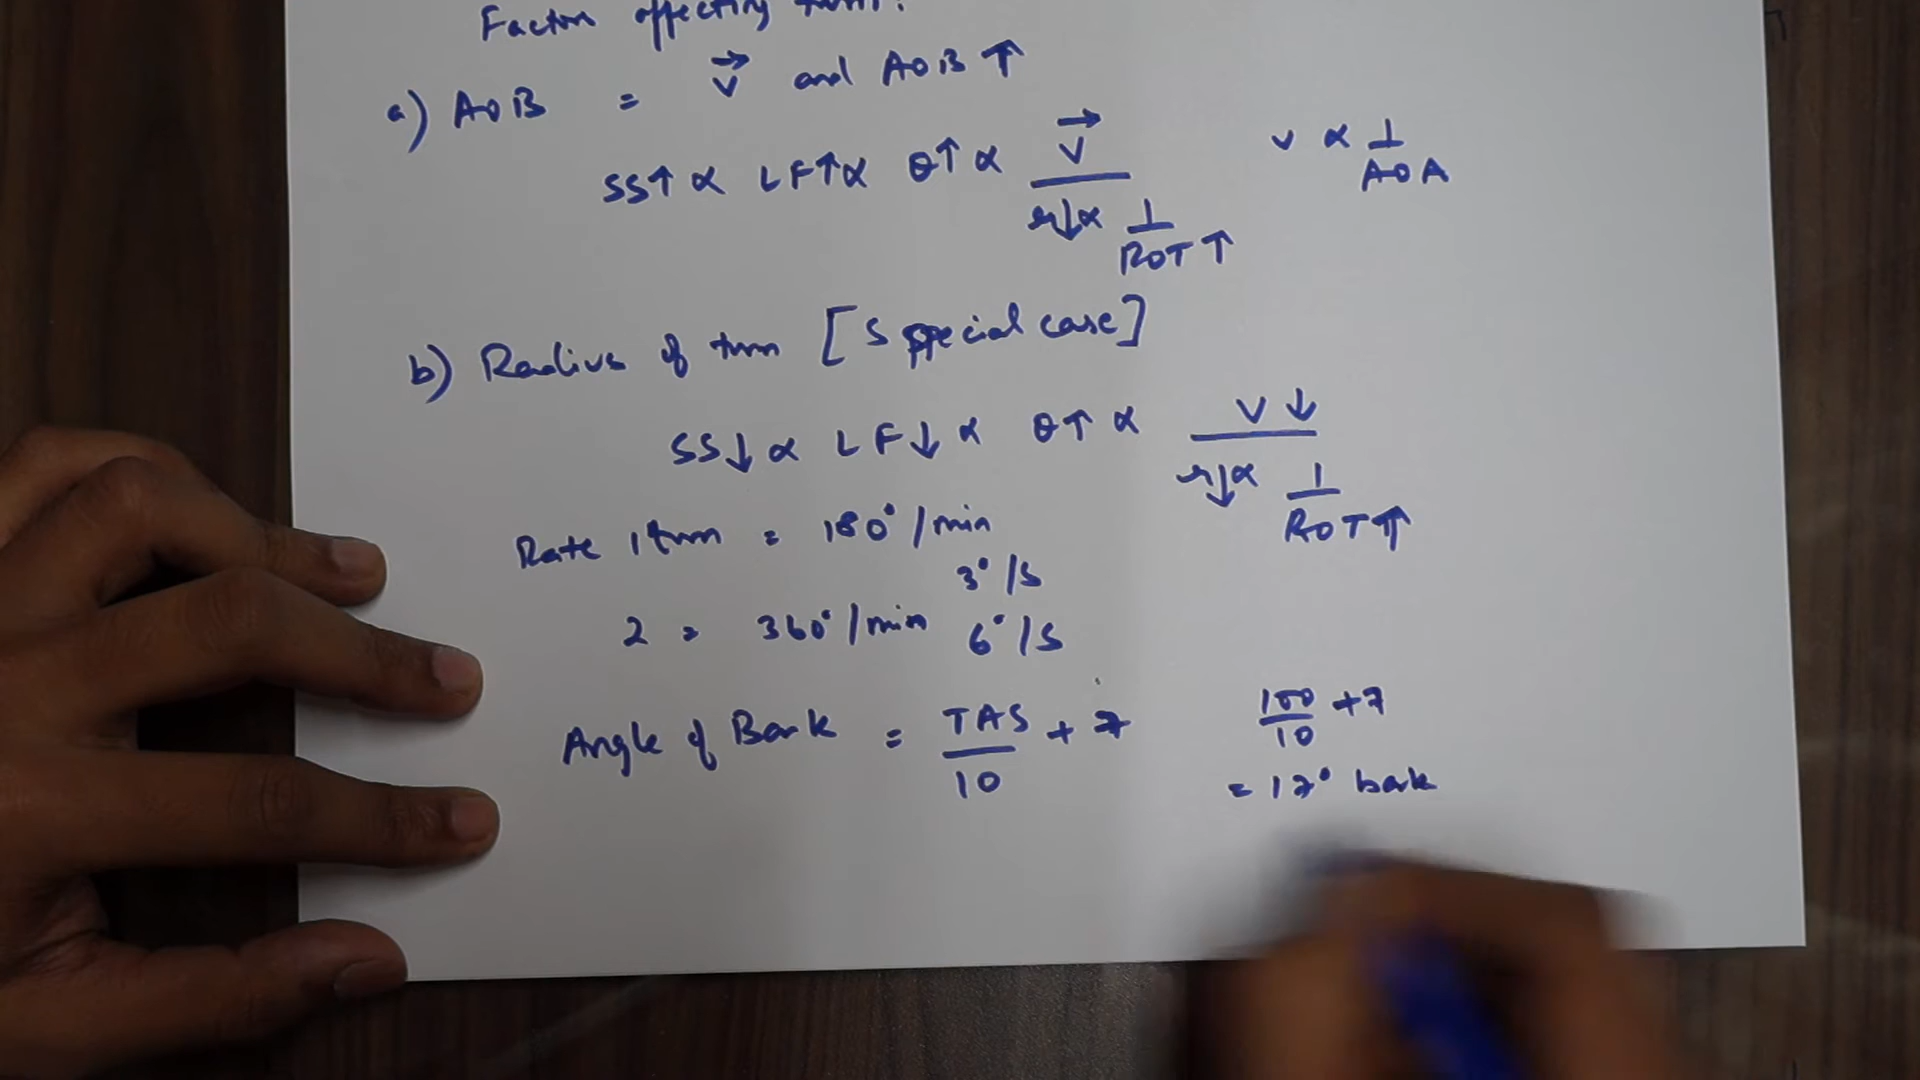 Factors affecting turn:
a) AOB = V→ and AOB ↑
SS↑ ∝ LF↑ ∝ θ↑ ∝ V→ / r↓ ∝ 1 / ROT ↑
V ∝ 1 / AOA
b) Radius of turn [Special case]
SS↓ ∝ LF↓ ∝ θ↑ ∝ V↓ / r↓ ∝ 1 / ROT ⇑
Rate 1 turn = 180°/min
3°/s
2 = 360°/min 6°/s
Angle of Bank = TAS / 10 + 7
100 / 10 + 7
= 17° bank